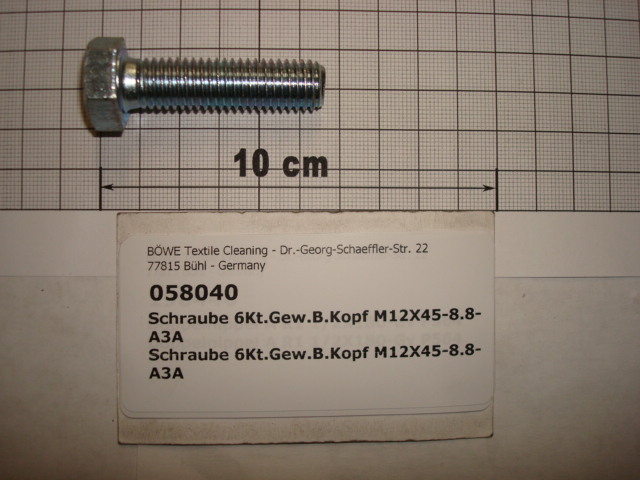 10 cm
BÖWE Textile Cleaning - Dr.-Georg-Schaeffler-Str. 22
77815 Bühl - Germany
058040
Schraube 6Kt.Gew.B.Kopf M12X45-8.8-
A3A
Schraube 6Kt.Gew.B.Kopf M12X45-8.8-
A3A